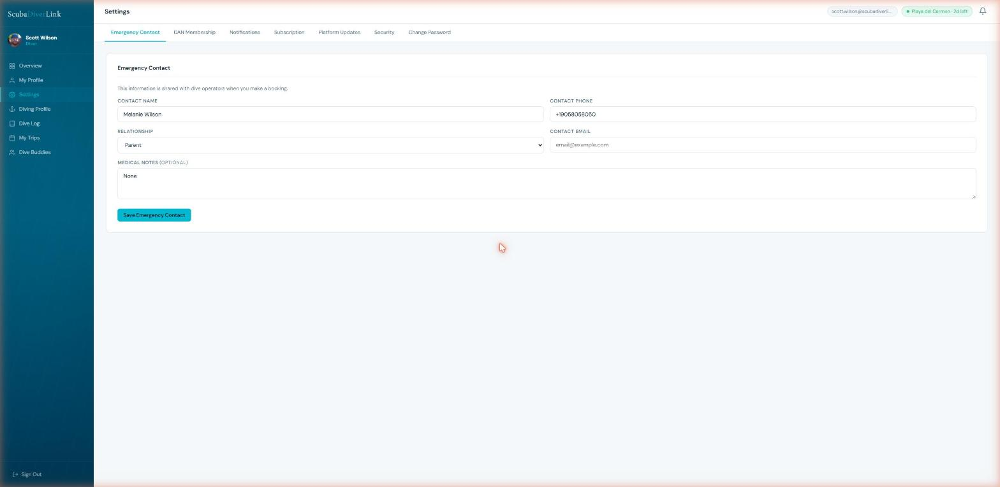 ScubaDiverLink
Scott Wilson
Diver
Overview
My Profile
Settings
Diving Profile
Dive Log
My Trips
Dive Buddies
Sign Out
Settings
scott.wilson@scubadiverli...
Playa del Carmen · 2d left
Emergency Contact DAN Membership Notifications Subscription Platform Updates Security Change Password
Emergency Contact
This information is shared with dive operators when you make a booking.
CONTACT NAME
Melanie Wilson
CONTACT PHONE
+19058058050
RELATIONSHIP
Parent
CONTACT EMAIL
email@example.com
MEDICAL NOTES (OPTIONAL)
None
Save Emergency Contact